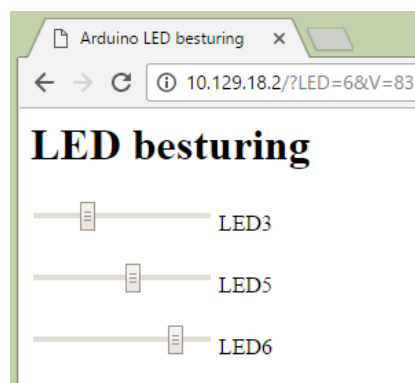 Arduino LED besturing
10.129.18.2/?LED=6&V=83
LED besturing
LED3
LED5
LED6